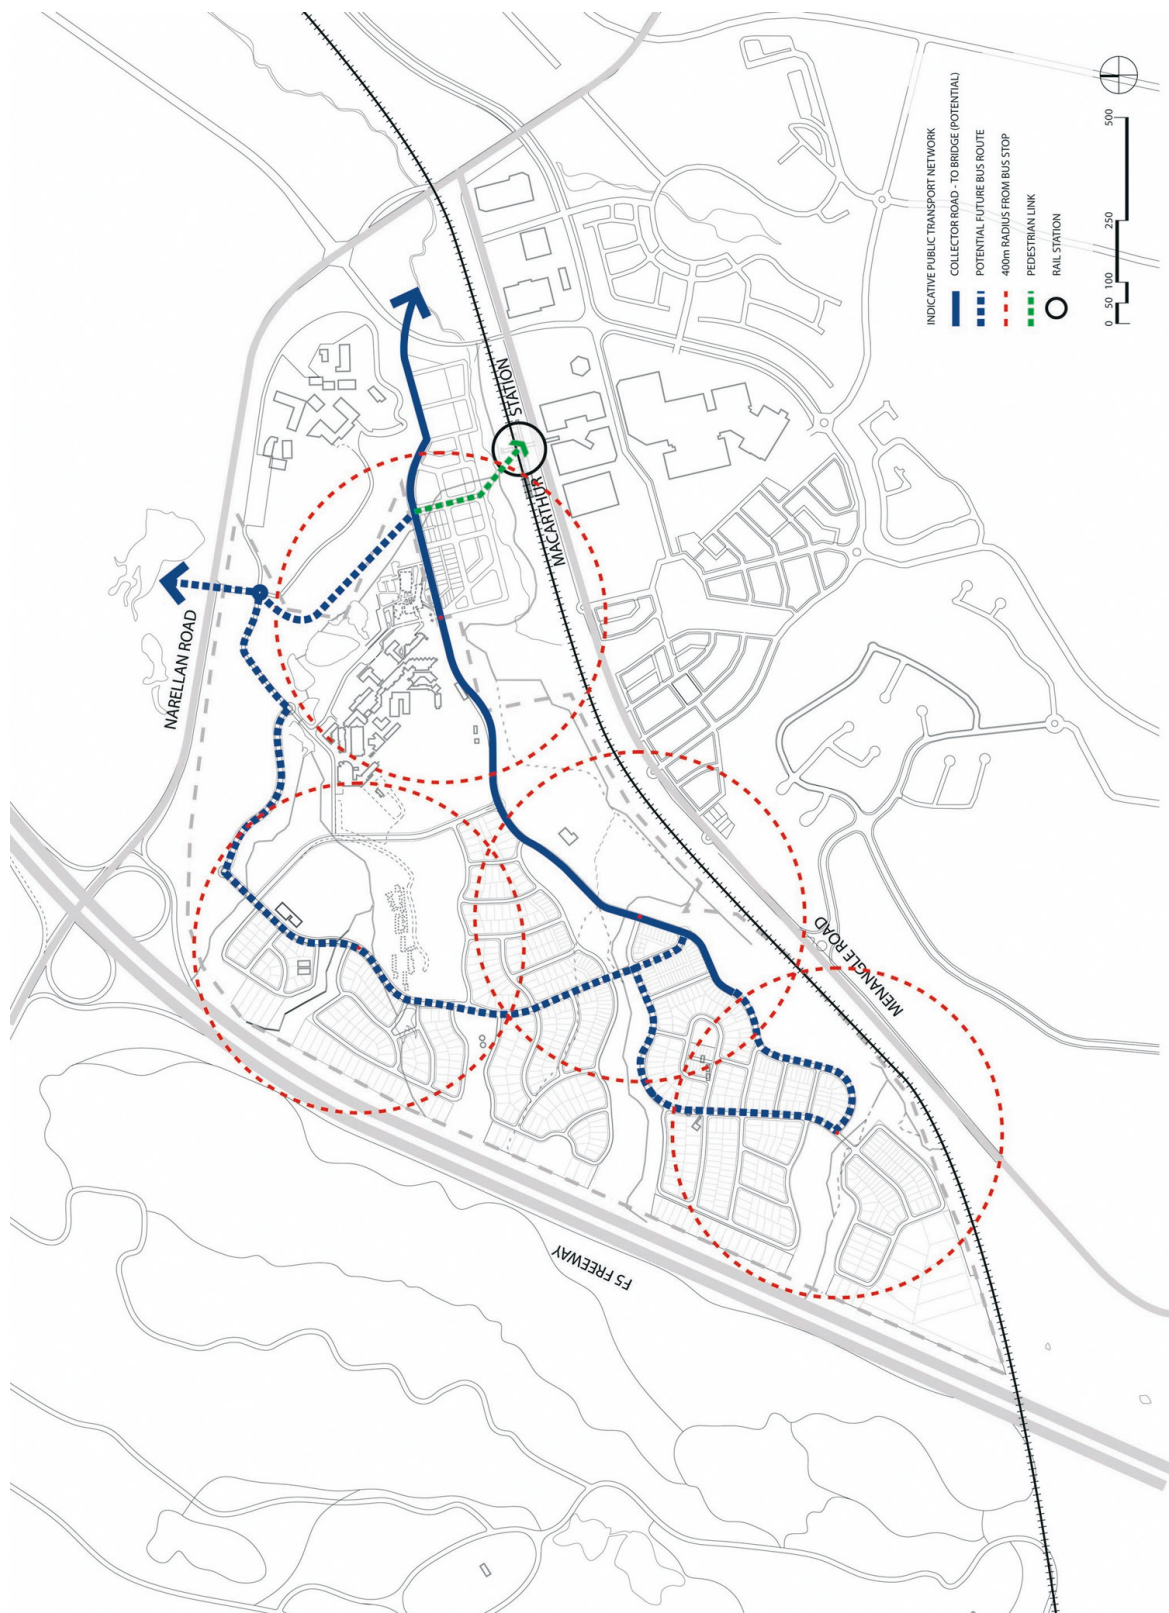 NARELLAN ROAD
MACARTHUR STATION
MACARTHUR
MENANGLE ROAD
F5 FREEWAY
INDICATIVE PUBLIC TRANSPORT NETWORK
COLLECTOR ROAD - TO BRIDGE (POTENTIAL)
POTENTIAL FUTURE BUS ROUTE
400m RADIUS FROM BUS STOP
PEDESTRIAN LINK
RAIL STATION
0 50 100 250 500